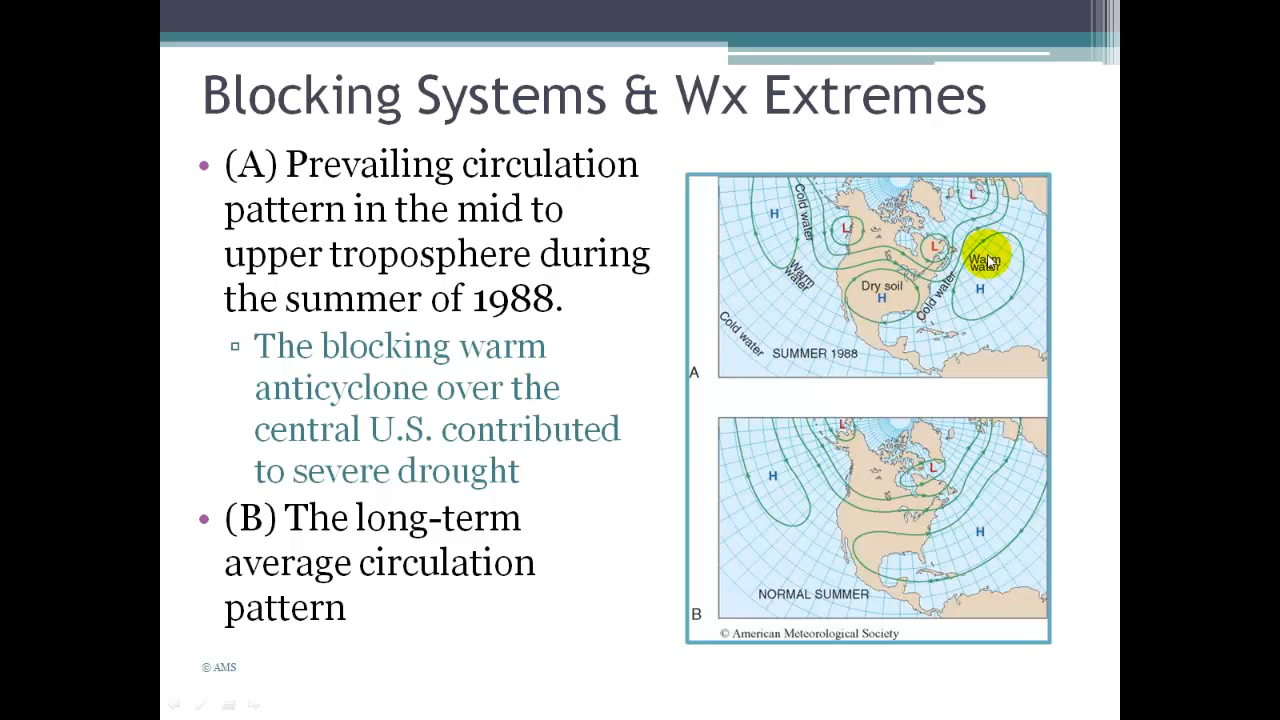 Blocking Systems & Wx Extremes
• (A) Prevailing circulation
pattern in the mid to
upper troposphere during
the summer of 1988.
▫ The blocking warm
anticyclone over the
central U.S. contributed
to severe drought
• (B) The long-term
average circulation
pattern
© AMS
H
Cold water
L
L
L
Warm
water
Warm
water
H
Dry soil
H
Cold water
Cold water
SUMMER 1988
A
L
H
L
H
NORMAL SUMMER
B
© American Meteorological Society